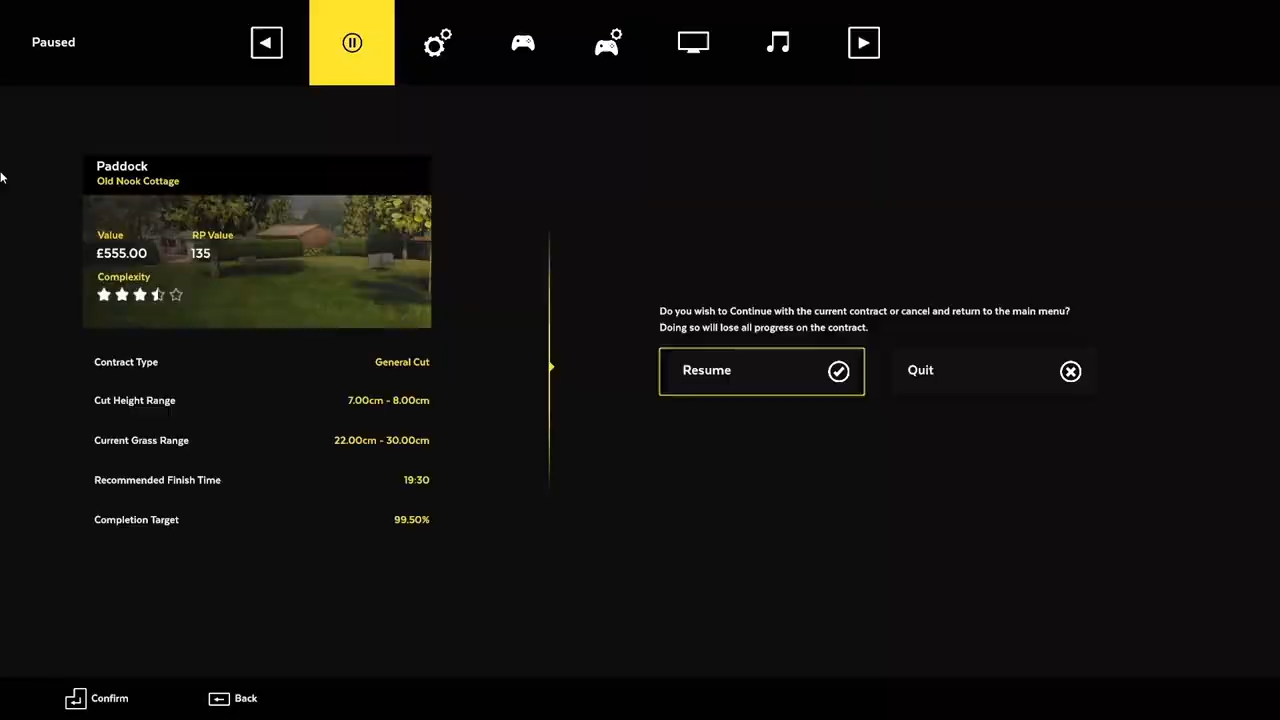 Paused
Paddock
Old Nook Cottage
Value
RP Value
£555.00
135
Complexity
Contract Type
General Cut
Cut Height Range
7.00cm - 8.00cm
Current Grass Range
22.00cm - 30.00cm
Recommended Finish Time
19:30
Completion Target
99.50%
Do you wish to Continue with the current contract or cancel and return to the main menu?
Doing so will lose all progress on the contract.
Resume
Quit
Confirm
Back